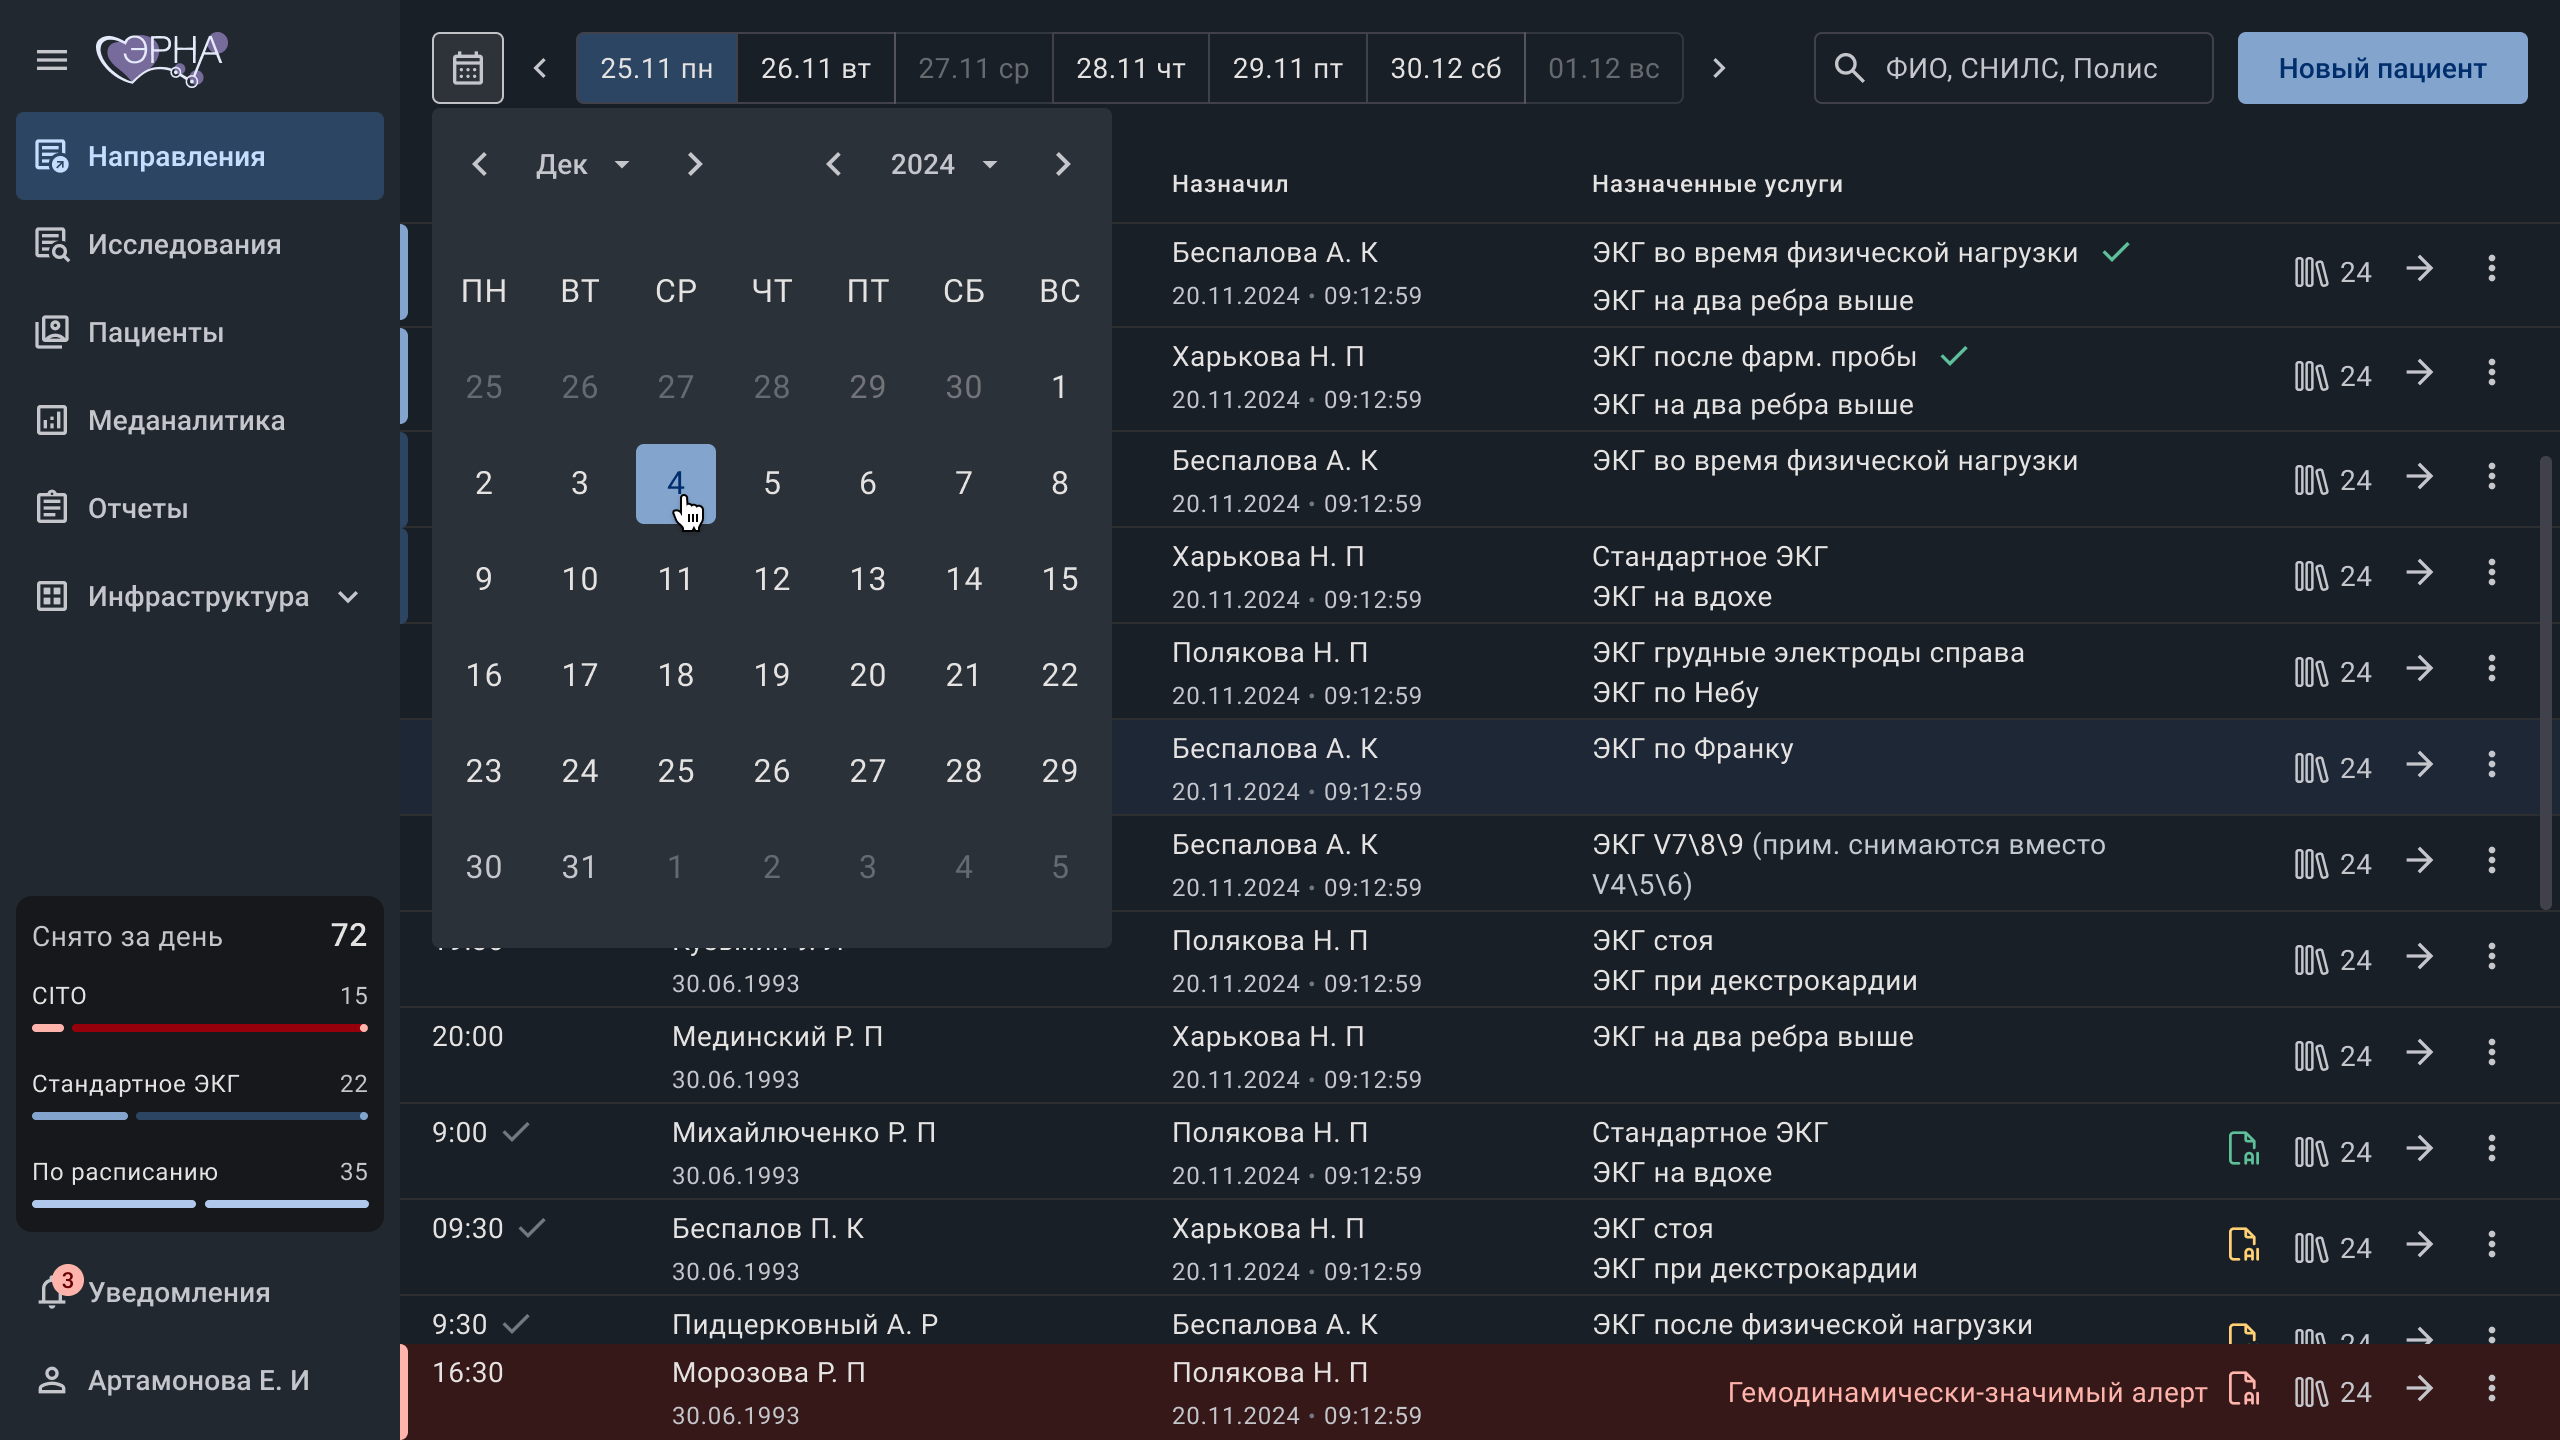 ЭРНА
Направления
Исследования
Пациенты
Меданалитика
Отчеты
Инфраструктура
Снято за день 72
CITO 15
Стандартное ЭКГ 22
По расписанию 35
3
Уведомления
Артамонова Е. И
25.11 пн 26.11 вт 27.11 ср 28.11 чт 29.11 пт 30.12 сб 01.12 вс
ФИО, СНИЛС, Полис
Новый пациент
Дек 2024
ПН ВТ СР ЧТ ПТ СБ ВС
25 26 27 28 29 30 1
2 3 4 5 6 7 8
9 10 11 12 13 14 15
16 17 18 19 20 21 22
23 24 25 26 27 28 29
30 31 1 2 3 4 5
Назначил Назначенные услуги
Беспалова А. К ЭКГ во время физической нагрузки
20.11.2024 • 09:12:59 ЭКГ на два ребра выше 24
Харькова Н. П ЭКГ после фарм. пробы
20.11.2024 • 09:12:59 ЭКГ на два ребра выше 24
Беспалова А. К ЭКГ во время физической нагрузки
20.11.2024 • 09:12:59 24
Харькова Н. П Стандартное ЭКГ
20.11.2024 • 09:12:59 ЭКГ на вдохе 24
Полякова Н. П ЭКГ грудные электроды справа
20.11.2024 • 09:12:59 ЭКГ по Небу 24
Беспалова А. К ЭКГ по Франку
20.11.2024 • 09:12:59 24
Беспалова А. К ЭКГ V7\8\9 (прим. снимаются вместо
20.11.2024 • 09:12:59 V4\5\6) 24
Полякова Н. П ЭКГ стоя
30.06.1993 20.11.2024 • 09:12:59 ЭКГ при декстрокардии 24
20:00 Мединский Р. П Харькова Н. П ЭКГ на два ребра выше
30.06.1993 20.11.2024 • 09:12:59 24
9:00 Михайлюченко Р. П Полякова Н. П Стандартное ЭКГ
30.06.1993 20.11.2024 • 09:12:59 ЭКГ на вдохе AI 24
09:30 Беспалов П. К Харькова Н. П ЭКГ стоя
30.06.1993 20.11.2024 • 09:12:59 ЭКГ при декстрокардии AI 24
9:30 Пидцерковный А. Р Беспалова А. К ЭКГ после физической нагрузки
16:30 Морозова Р. П Полякова Н. П
30.06.1993 20.11.2024 • 09:12:59 Гемодинамически-значимый алерт AI 24